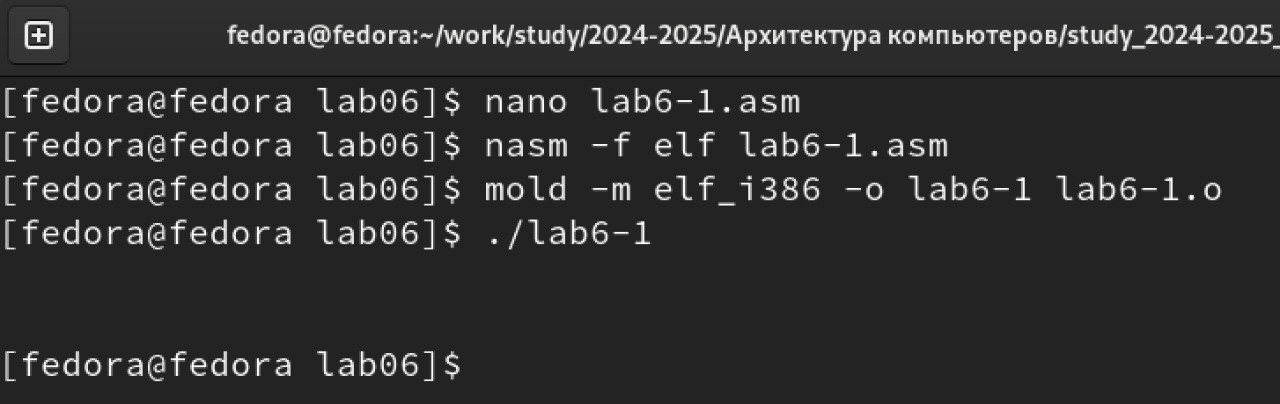 fedora@fedora:~/work/study/2024-2025/Архитектура компьютеров/study_2024-2025_
[fedora@fedora lab06]$ nano lab6-1.asm
[fedora@fedora lab06]$ nasm -f elf lab6-1.asm
[fedora@fedora lab06]$ mold -m elf_i386 -o lab6-1 lab6-1.o
[fedora@fedora lab06]$ ./lab6-1
[fedora@fedora lab06]$